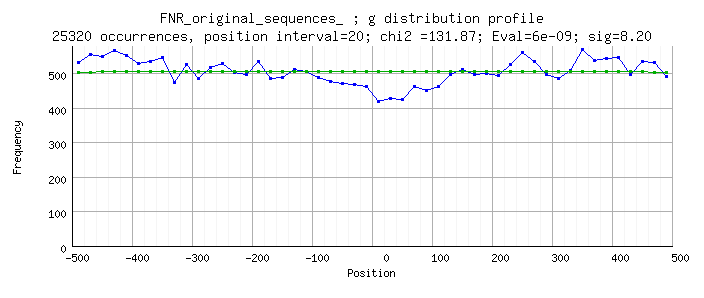 FNR_original_sequences_ ; g distribution profile
25320 occurrences, position interval=20; chi2 =131.87; Eval=6e-09; sig=8.20
500
400
300
200
100
0
Frequency
-500 -400 -300 -200 -100 0 100 200 300 400 500
Position